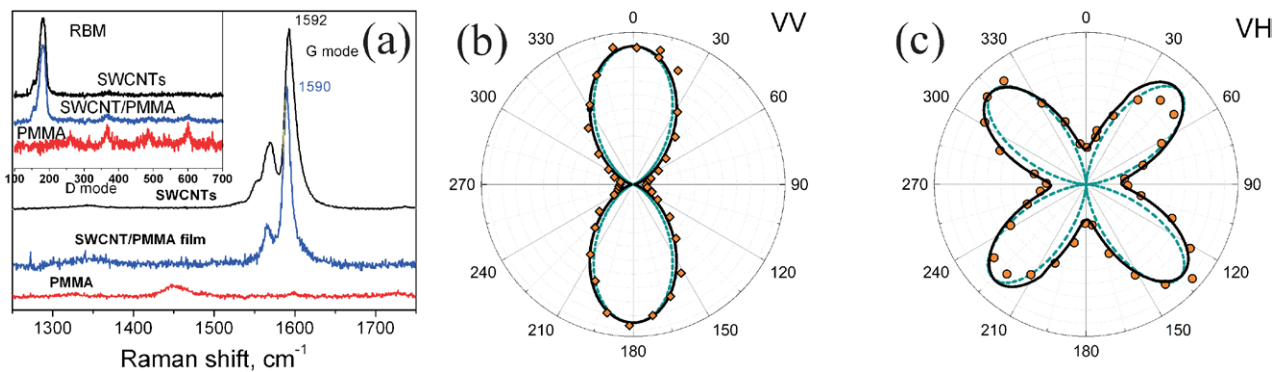 (a)
RBM
SWCNTs
SWCNT/PMMA
PMMA
100 200 300 400 500 600 700
D mode
1592
G mode
1590
SWCNTs
SWCNT/PMMA film
PMMA
1300 1400 1500 1600 1700
Raman shift, cm-1
(b)
VV
0
330 30
300 60
270 90
240 120
210 150
180
(c)
VH
0
330 30
300 60
270 90
240 120
210 150
180